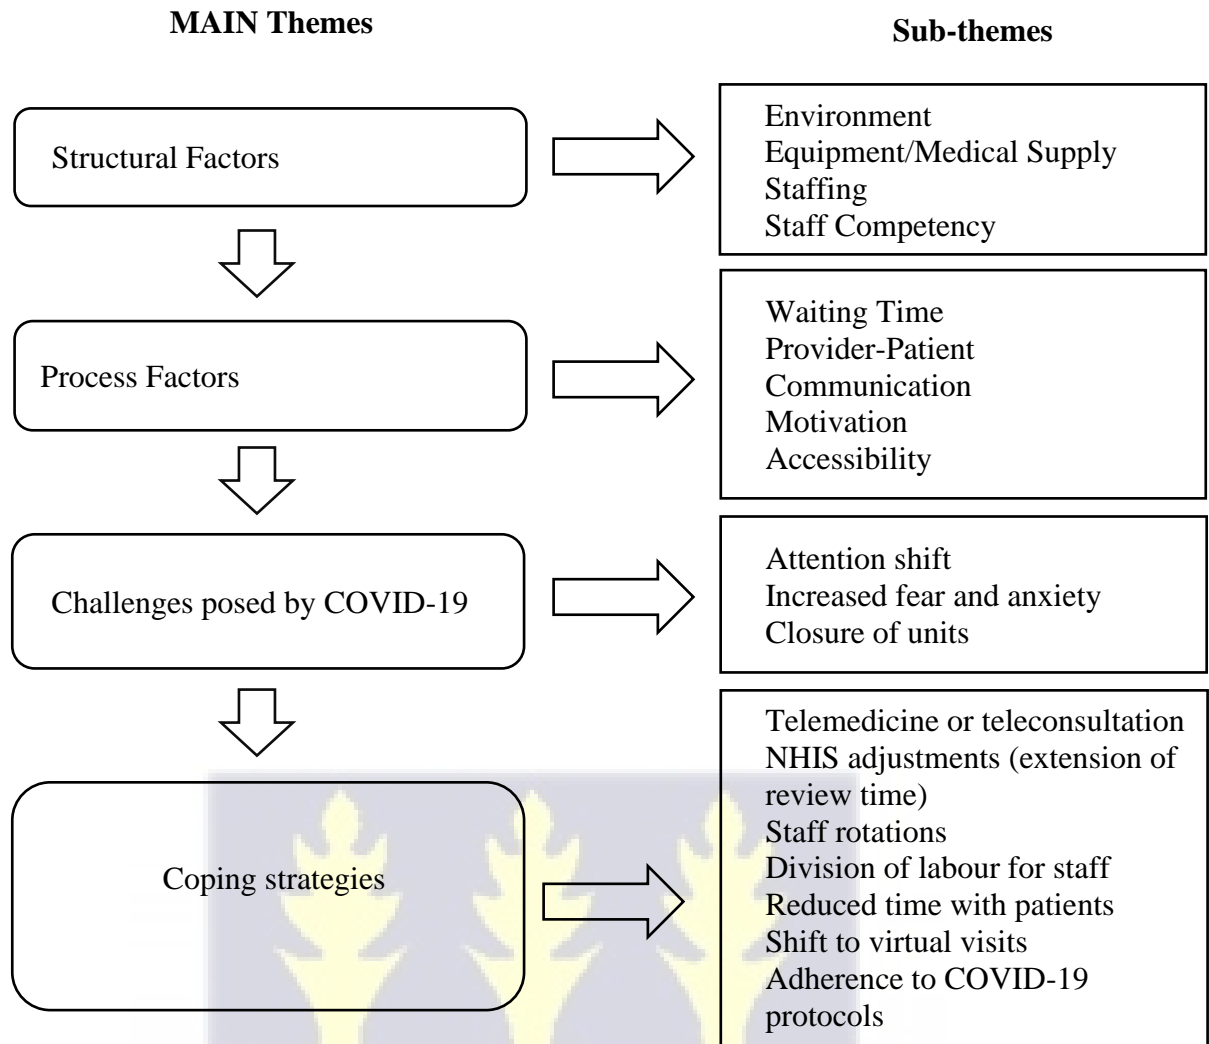 MAIN Themes
Sub-themes
Structural Factors
Environment
Equipment/Medical Supply
Staffing
Staff Competency
Process Factors
Waiting Time
Provider-Patient
Communication
Motivation
Accessibility
Challenges posed by COVID-19
Attention shift
Increased fear and anxiety
Closure of units
Coping strategies
Telemedicine or teleconsultation
NHIS adjustments (extension of
review time)
Staff rotations
Division of labour for staff
Reduced time with patients
Shift to virtual visits
Adherence to COVID-19
protocols